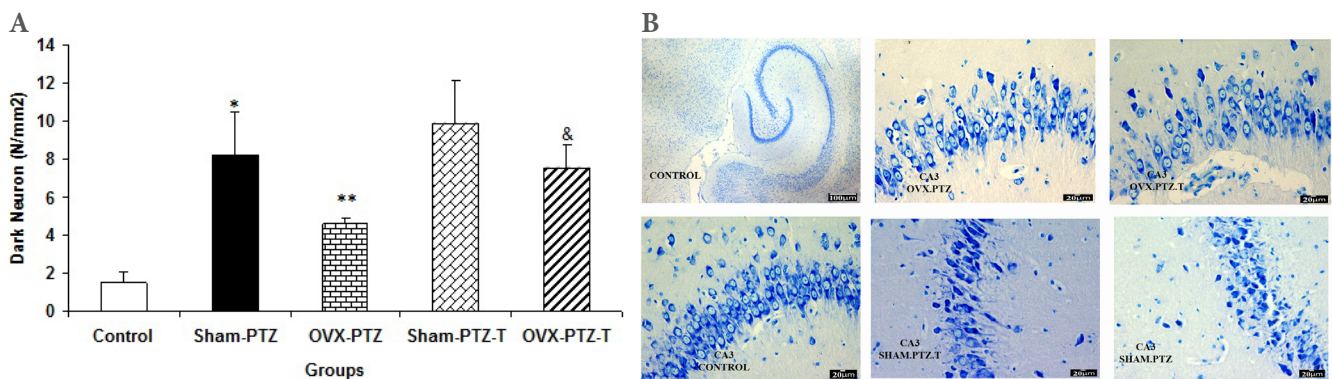 A
Dark Neuron (N/mm2)
14
12
10
8
6
4
2
0
*
**
&
Control
Sham-PTZ
OVX-PTZ
Sham-PTZ-T
OVX-PTZ-T
Groups
B
CONTROL
100µm
CA3
OVX.PTZ
20µm
CA3
OVX.PTZ.T
20µm
CA3
CONTROL
20µm
CA3
SHAM.PTZ.T
20µm
CA3
SHAM.PTZ
20µm